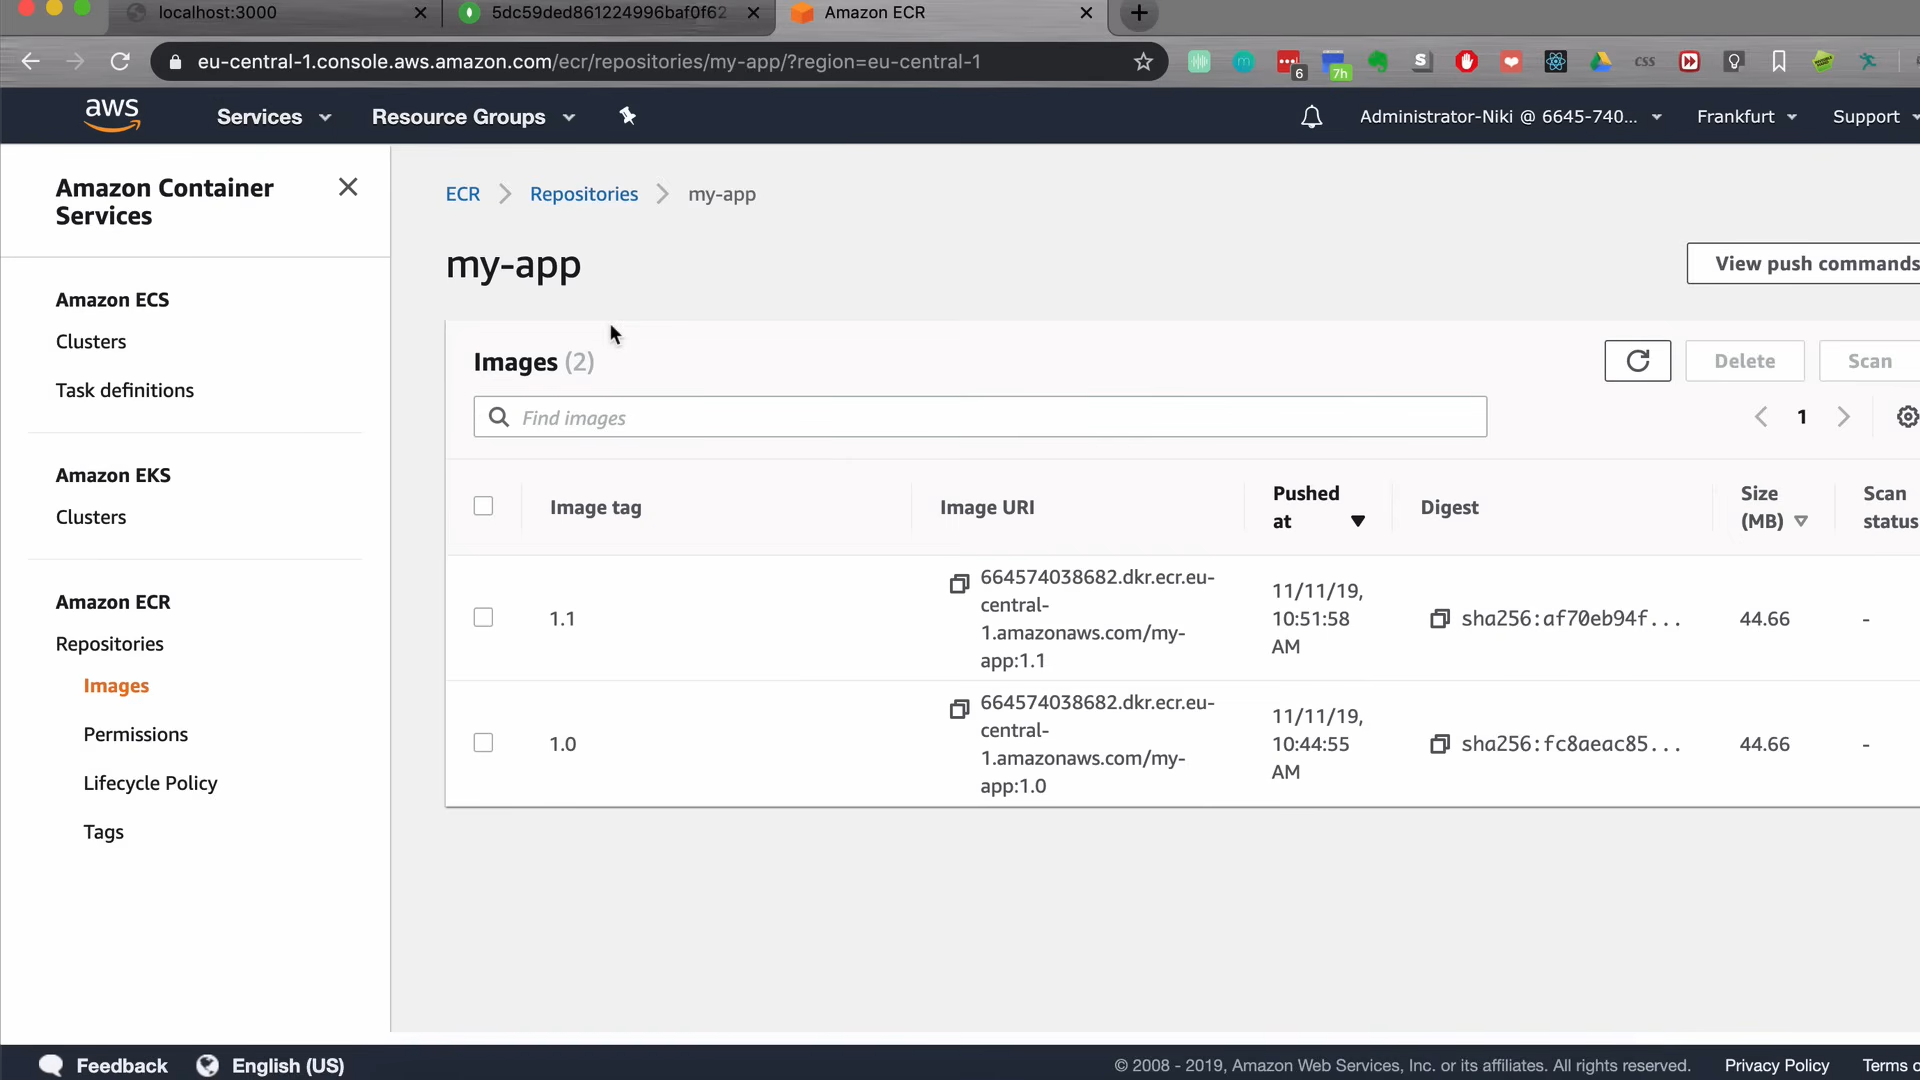 localhost:3000
5dc59ded861224996baf0f62
Amazon ECR
eu-central-1.console.aws.amazon.com/ecr/repositories/my-app/?region=eu-central-1
6
7h
S
css
aws
Services
Resource Groups
Administrator-Niki @ 6645-740...
Frankfurt
Support
Amazon Container
Services
Amazon ECS
Clusters
Task definitions
Amazon EKS
Clusters
Amazon ECR
Repositories
Images
Permissions
Lifecycle Policy
Tags
ECR
Repositories
my-app
my-app
View push commands
Images (2)
Delete
Scan
Find images
1
Image tag
Image URI
Pushed
at
Digest
Size
(MB)
Scan
status
1.1
664574038682.dkr.ecr.eu-
central-
1.amazonaws.com/my-
app:1.1
11/11/19,
10:51:58
AM
sha256:af70eb94f...
44.66
-
1.0
664574038682.dkr.ecr.eu-
central-
1.amazonaws.com/my-
app:1.0
11/11/19,
10:44:55
AM
sha256:fc8aeac85...
44.66
-
Feedback
English (US)
© 2008 - 2019, Amazon Web Services, Inc. or its affiliates. All rights reserved.
Privacy Policy
Terms